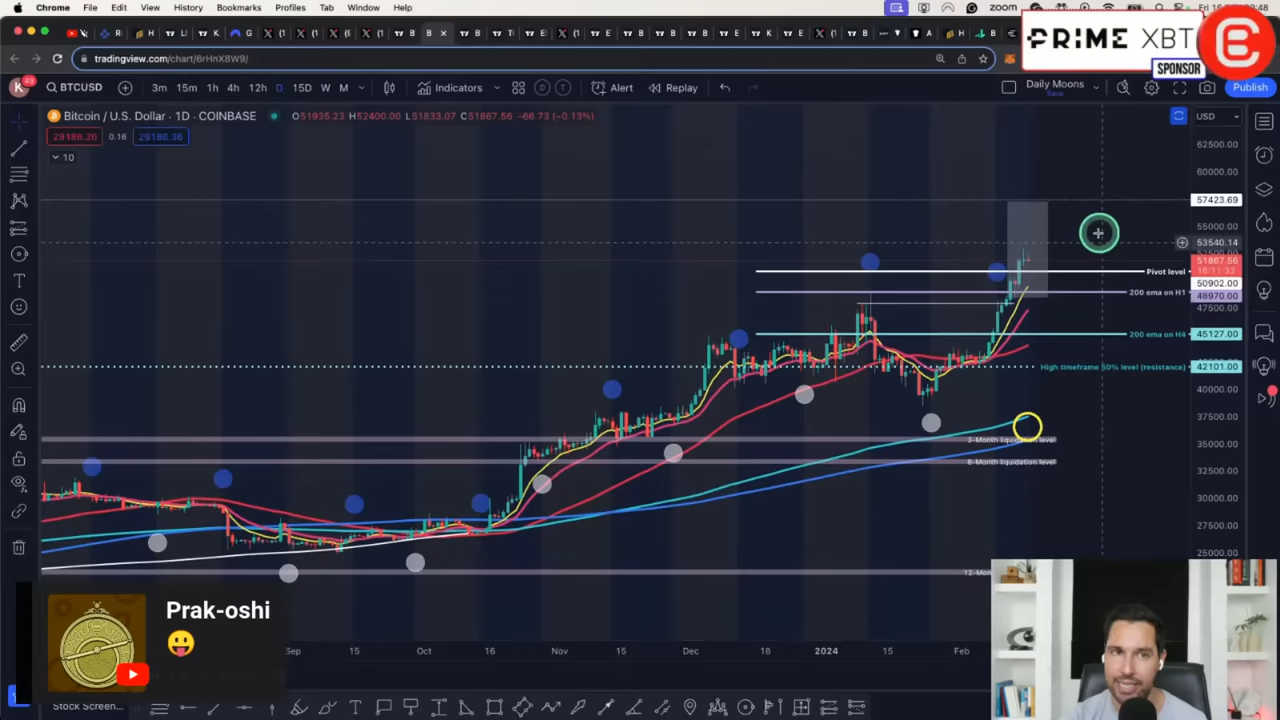 Chrome File Edit View History Bookmarks Profiles Tab Window Help
zoom
PRIME XBT
SPONSOR
tradingview.com/chart/6rHnX8W9/
K 49 BTCUSD 3m 15m 1h 4h 12h D 15D W M Indicators Alert Replay
Daily Moons
Save
Publish
Bitcoin / U.S. Dollar · 1D · COINBASE O51935.23 H52400.00 L51833.07 C51867.56 −66.73 (−0.13%)
USD
29186.20 0.16 29186.36
10
62500.00
60000.00
57423.69
55000.00
53540.14
51867.56
16:11:32
Pivot level
50902.00
200 ema on H1
48970.00
47500.00
200 ema on H4
45127.00
High timeframe 50% level (resistance)
42101.00
40000.00
37500.00
3-Month liquidation level
35000.00
6-Month liquidation level
32500.00
30000.00
27500.00
25000.00
12-Mon
Prak-oshi
Sep 15 Oct 16 Nov 15 Dec 18 2024 15 Feb
Stock Screen...